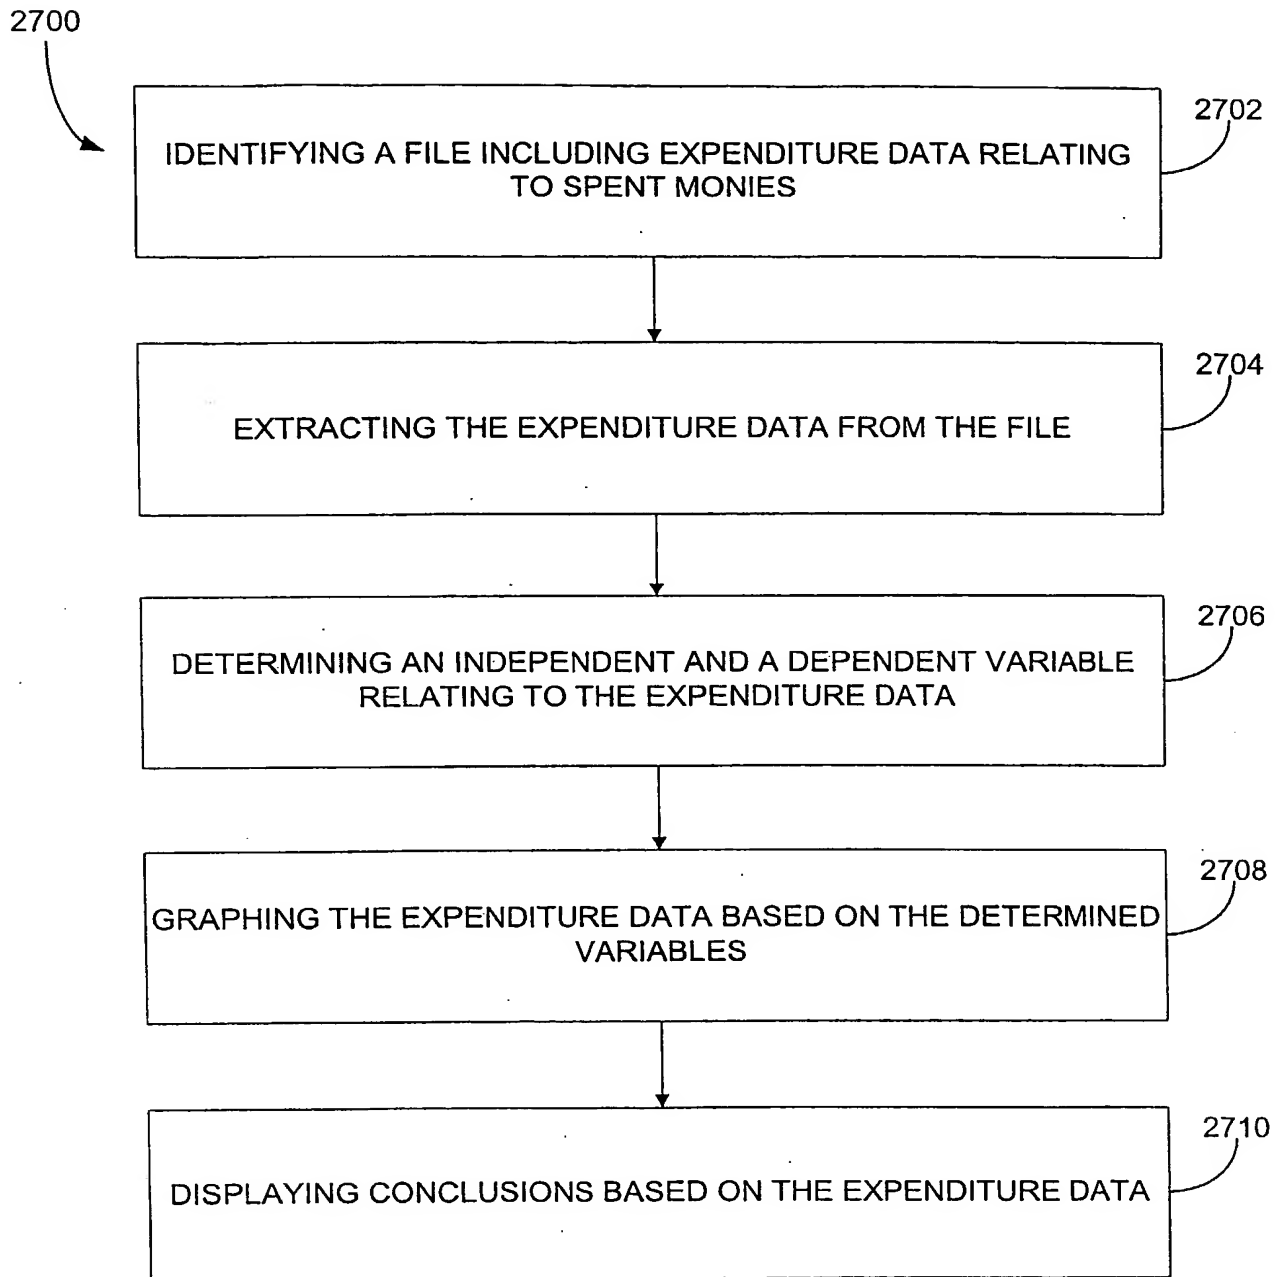 2700
2702
IDENTIFYING A FILE INCLUDING EXPENDITURE DATA RELATING
TO SPENT MONIES
2704
EXTRACTING THE EXPENDITURE DATA FROM THE FILE
2706
DETERMINING AN INDEPENDENT AND A DEPENDENT VARIABLE
RELATING TO THE EXPENDITURE DATA
2708
GRAPHING THE EXPENDITURE DATA BASED ON THE DETERMINED
VARIABLES
2710
DISPLAYING CONCLUSIONS BASED ON THE EXPENDITURE DATA